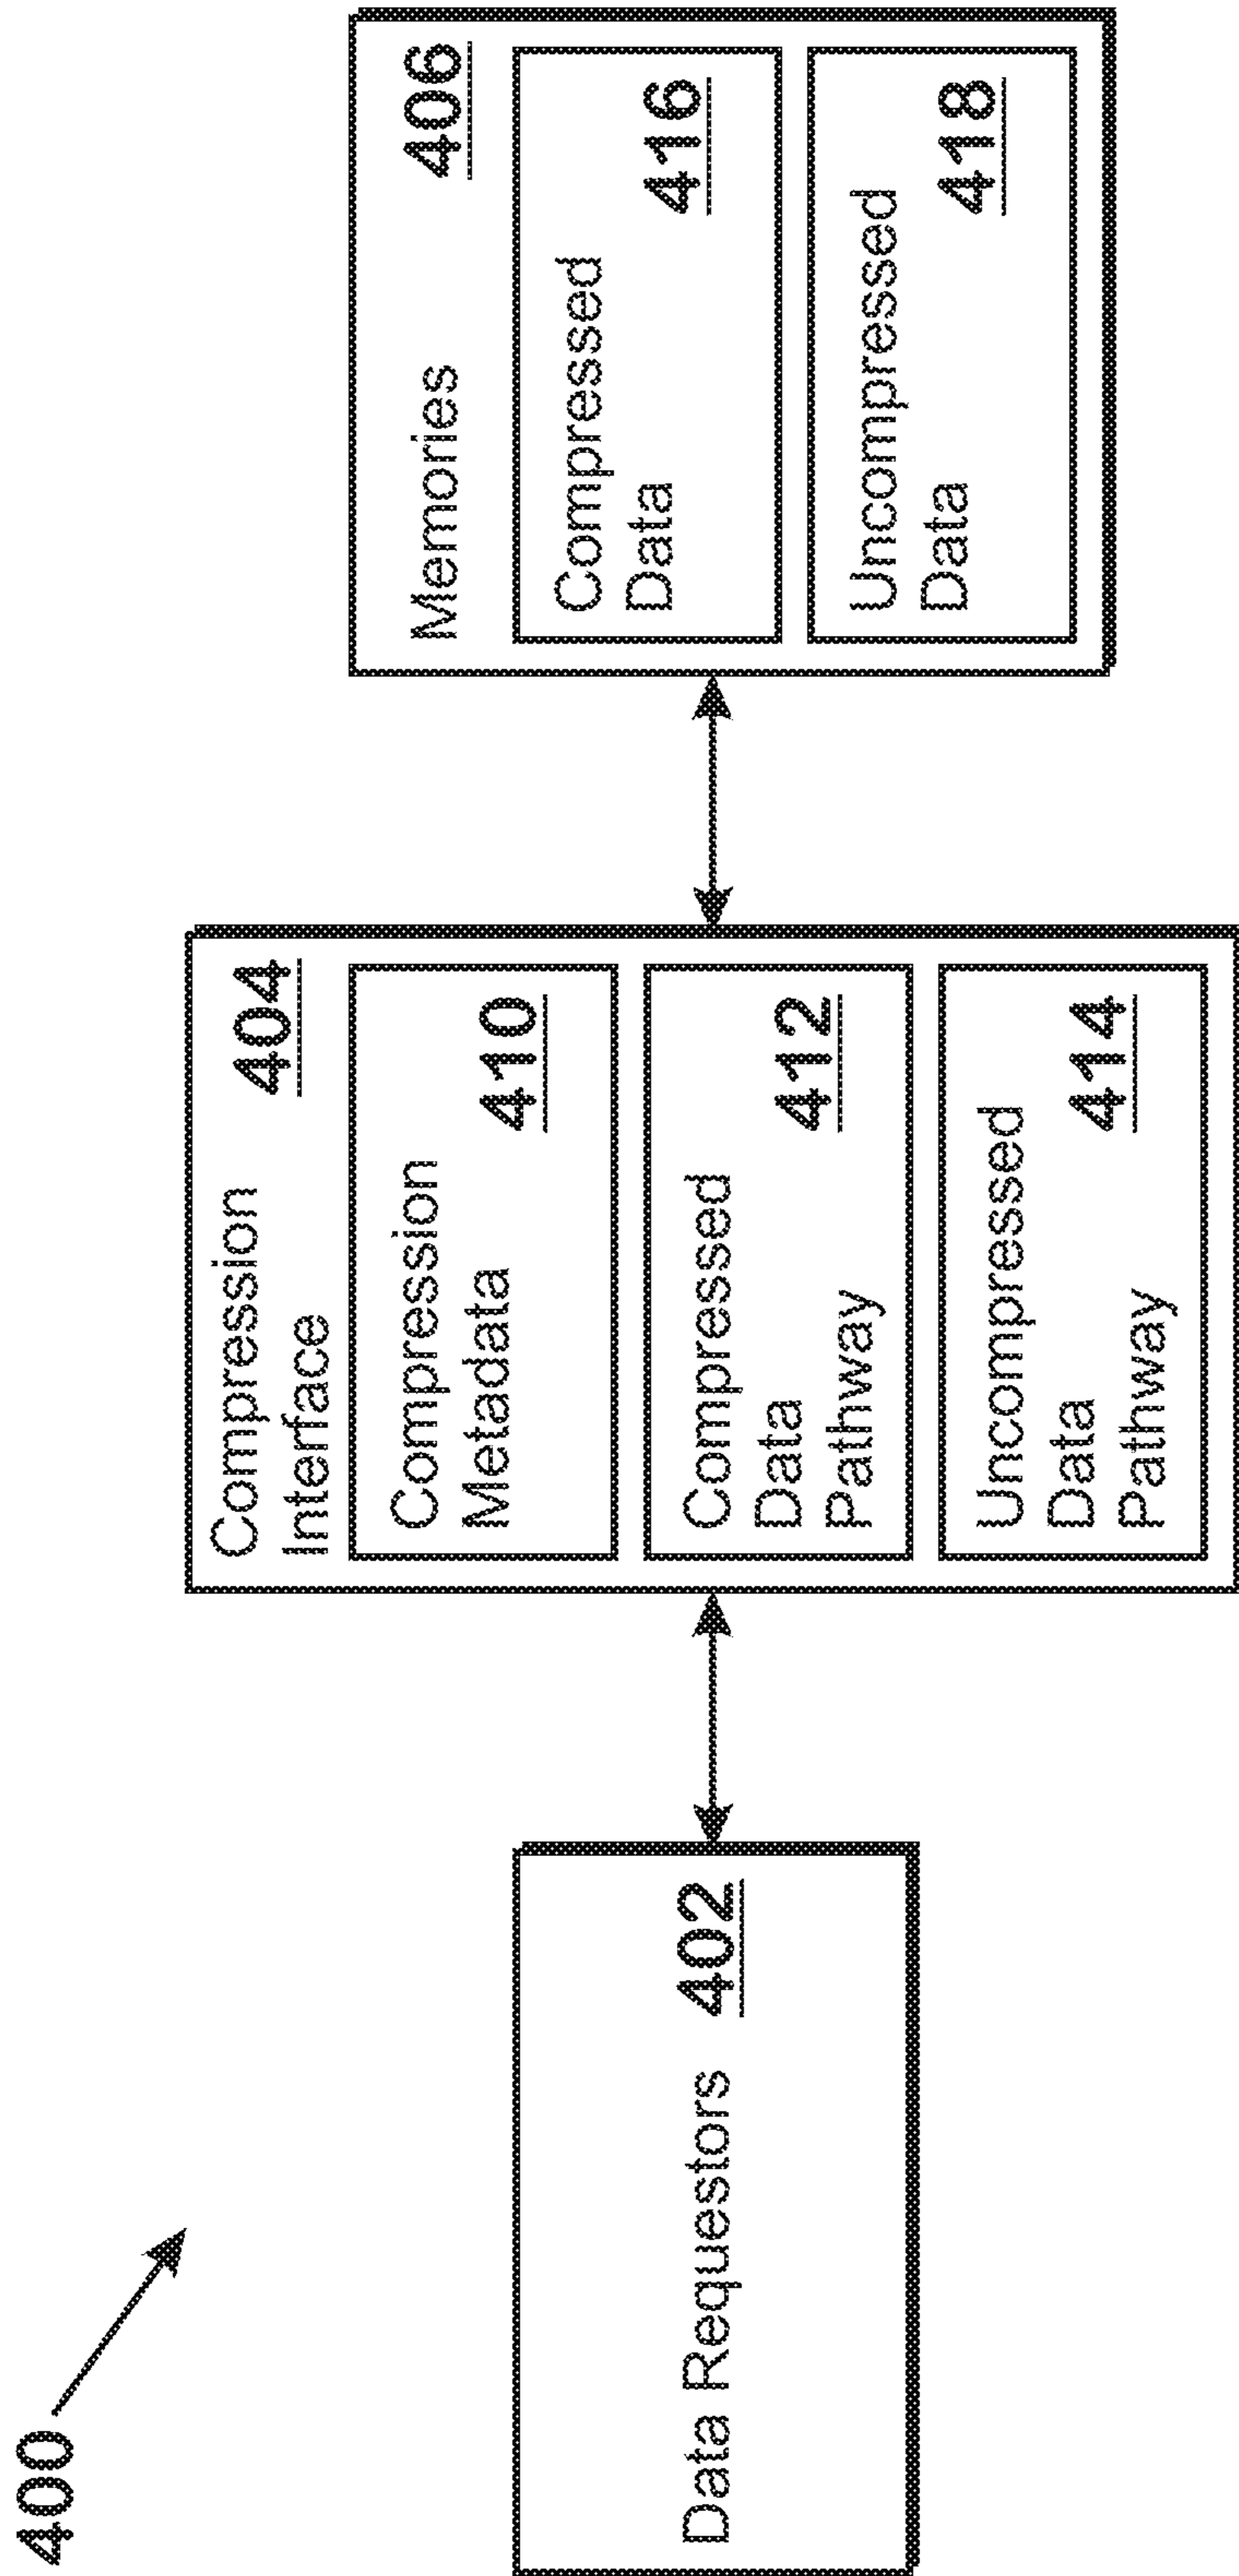 400
Data Requestors 402
Compression
Interface 404
Compression
Metadata 410
Compressed
Data
Pathway 412
Uncompressed
Data
Pathway 414
Memories 406
Compressed
Data 416
Uncompressed
Data 418